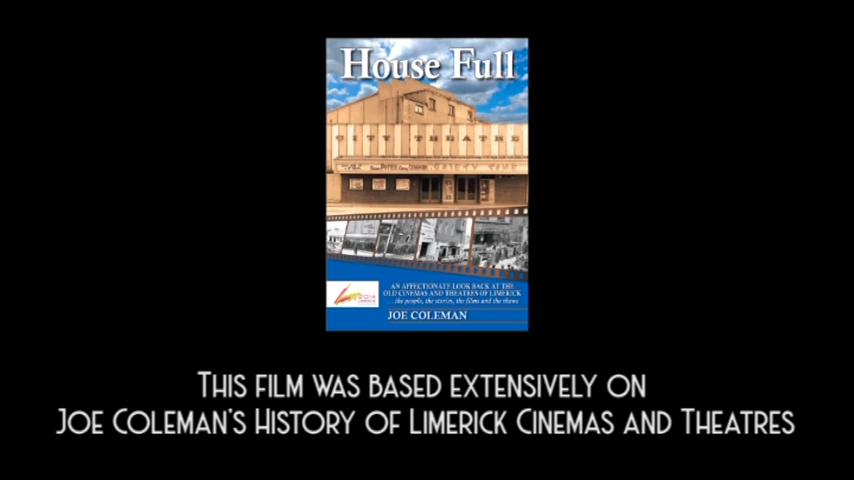 House Full
CITY THEATRE
AN AFFECTIONATE LOOK BACK AT THE
OLD CINEMAS AND THEATRES OF LIMERICK
....the people, the stories, the films and the shows
JOE COLEMAN
THIS FILM WAS BASED EXTENSIVELY ON
JOE COLEMAN'S HISTORY OF LIMERICK CINEMAS AND THEATRES